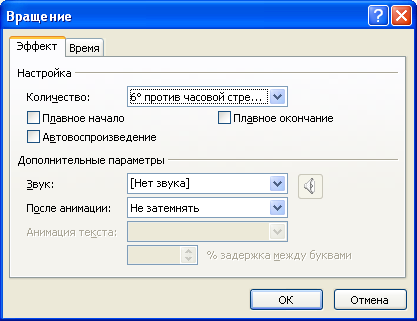 Вращение
Эффект Время
Настройка
Количество: 6° против часовой стре...
Плавное начало Плавное окончание
Автовоспроизведение
Дополнительные параметры
Звук: [Нет звука]
После анимации: Не затемнять
Анимация текста:
% задержка между буквами
ОК Отмена